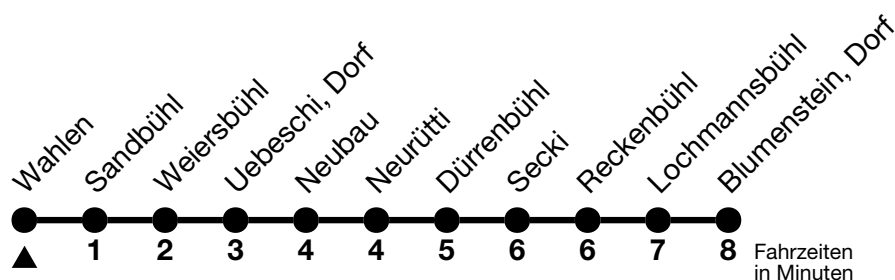 Wahlen
Sandbühl
Weiersbühl
Uebeschi, Dorf
Neubau
Neurütti
Dürrenbühl
Secki
Reckenbühl
Lochmannsbühl
Blumenstein, Dorf
1 2 3 4 4 5 6 6 7 8
Fahrzeiten
in Minuten